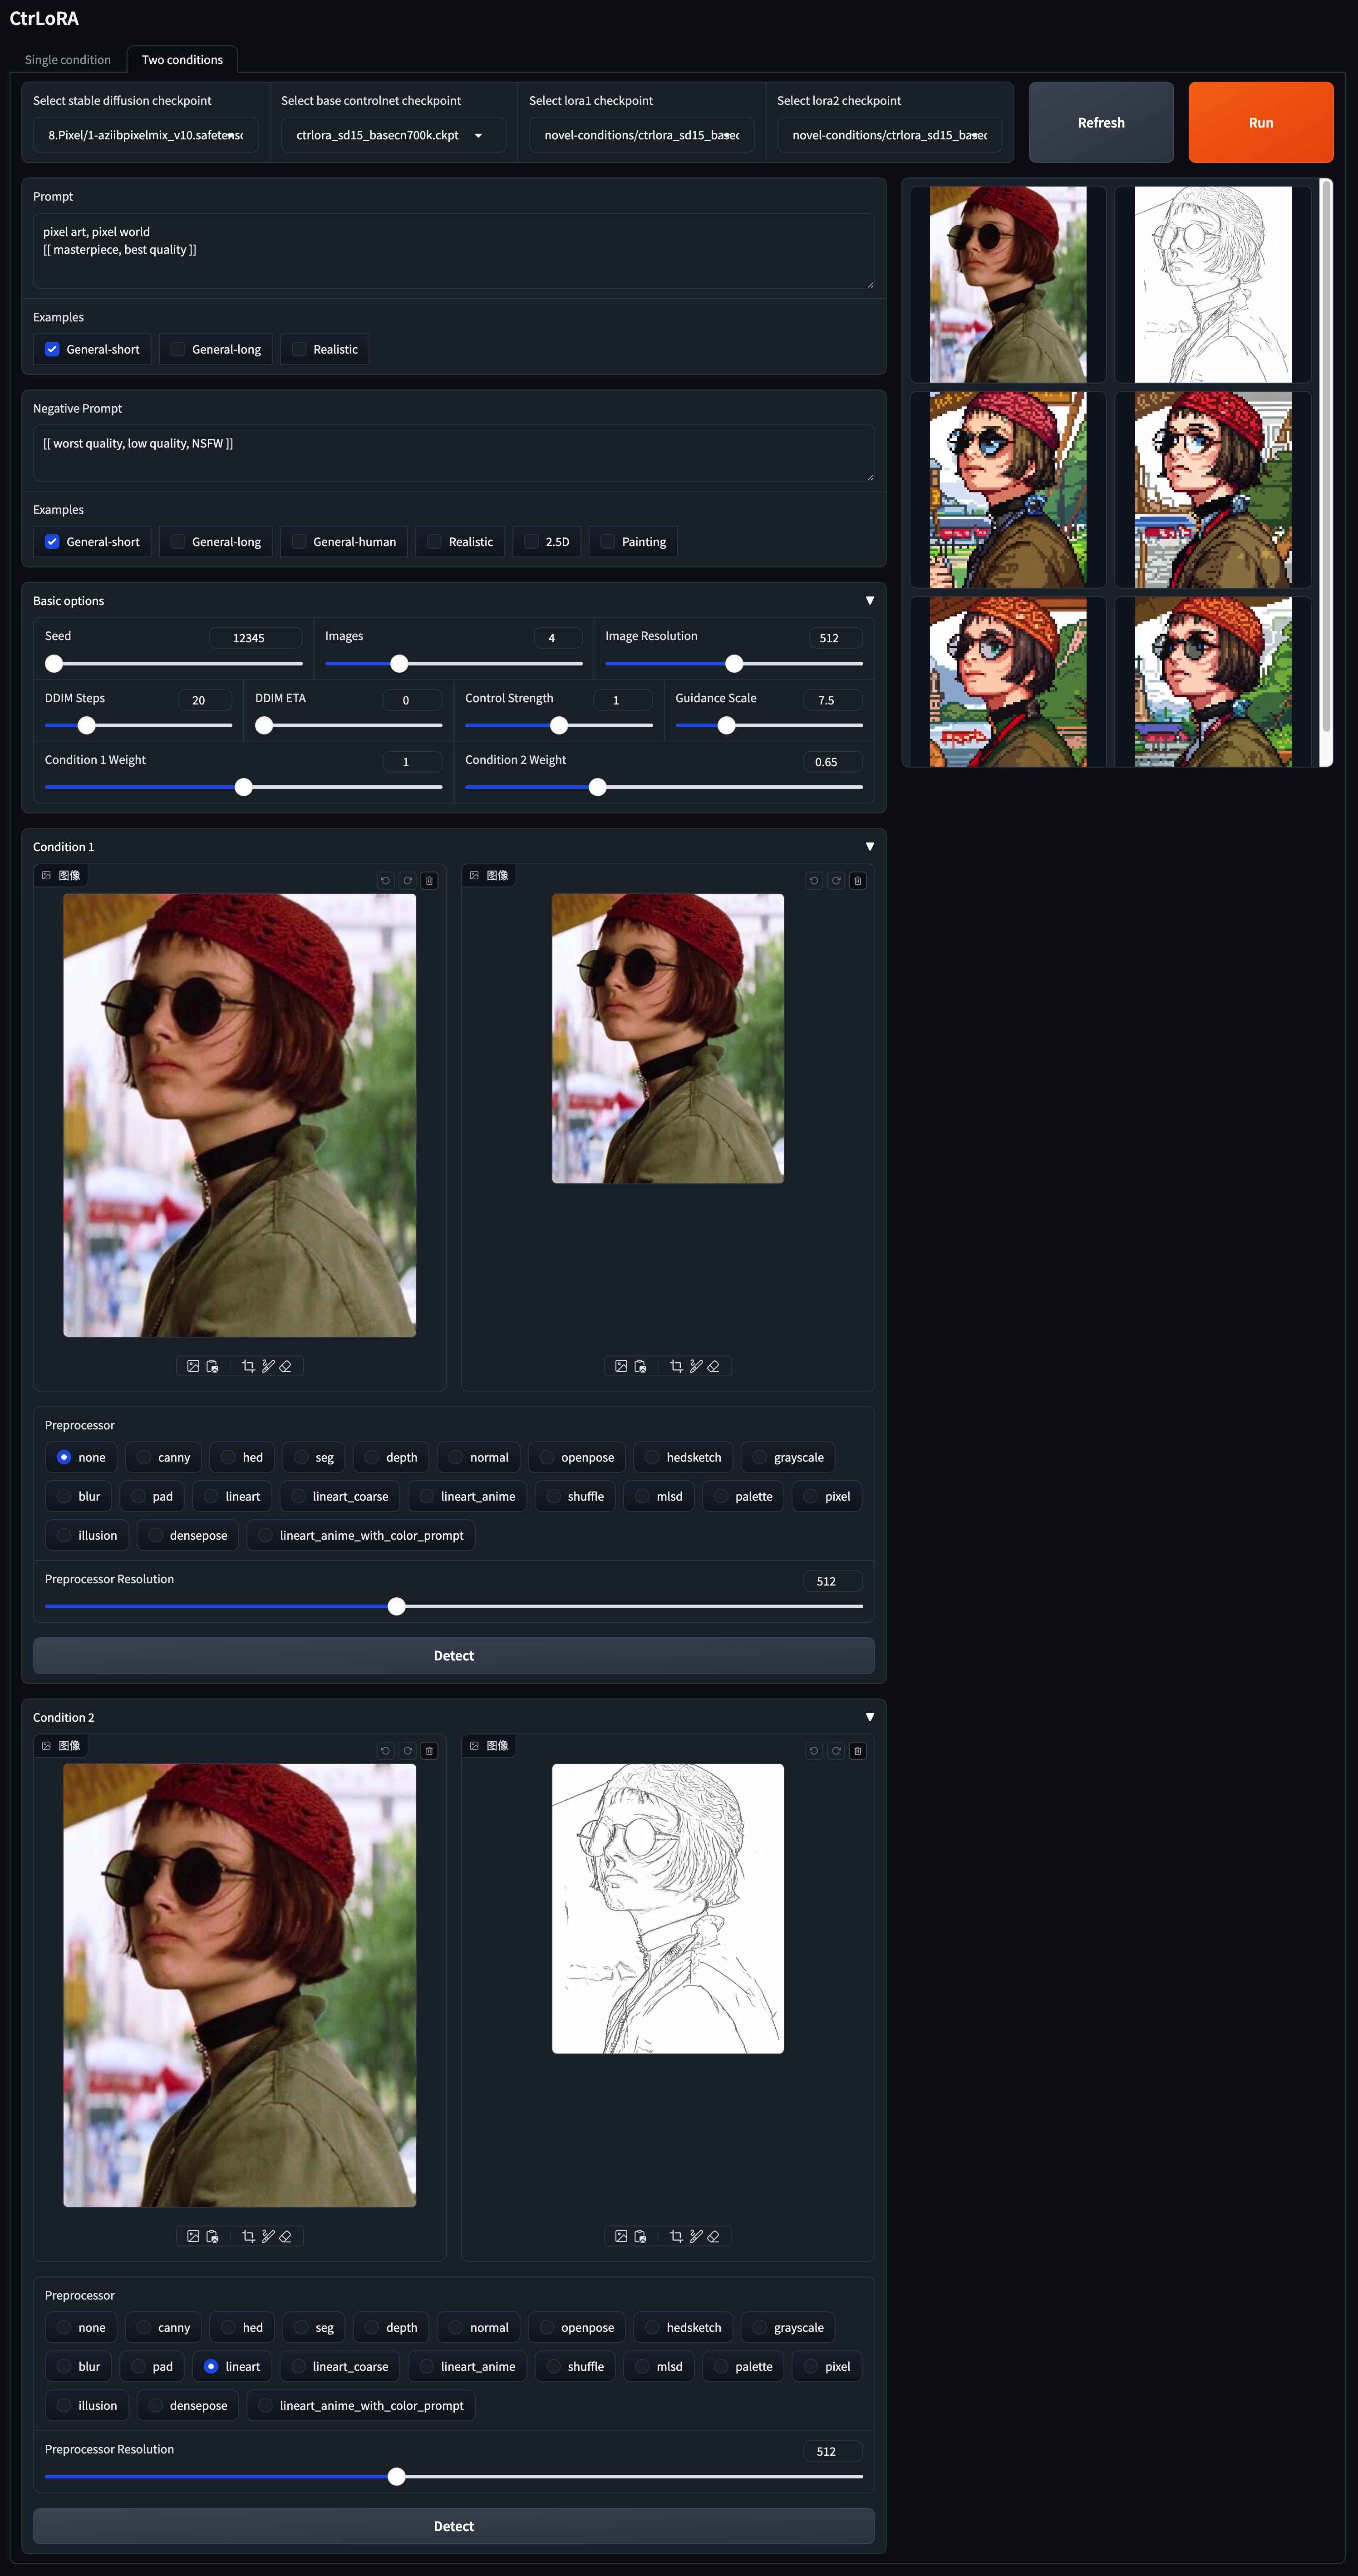 CtrLoRA
Single condition
Two conditions
Select stable diffusion checkpoint
Select base controlnet checkpoint
Select lora1 checkpoint
Select lora2 checkpoint
8.Pixel/1-aziibpixelmix_v10.safetensc
ctrlora_sd15_basecn700k.ckpt
novel-conditions/ctrlora_sd15_basec
novel-conditions/ctrlora_sd15_basec
Refresh
Run
Prompt
pixel art, pixel world
[[ masterpiece, best quality ]]
Examples
General-short
General-long
Realistic
Negative Prompt
[[ worst quality, low quality, NSFW ]]
Examples
General-short
General-long
General-human
Realistic
2.5D
Painting
Basic options
Seed
12345
Images
4
Image Resolution
512
DDIM Steps
20
DDIM ETA
0
Control Strength
1
Guidance Scale
7.5
Condition 1 Weight
1
Condition 2 Weight
0.65
Condition 1
图像
图像
Preprocessor
none
canny
hed
seg
depth
normal
openpose
hedsketch
grayscale
blur
pad
lineart
lineart_coarse
lineart_anime
shuffle
mlsd
palette
pixel
illusion
densepose
lineart_anime_with_color_prompt
Preprocessor Resolution
512
Detect
Condition 2
图像
图像
Preprocessor
none
canny
hed
seg
depth
normal
openpose
hedsketch
grayscale
blur
pad
lineart
lineart_coarse
lineart_anime
shuffle
mlsd
palette
pixel
illusion
densepose
lineart_anime_with_color_prompt
Preprocessor Resolution
512
Detect